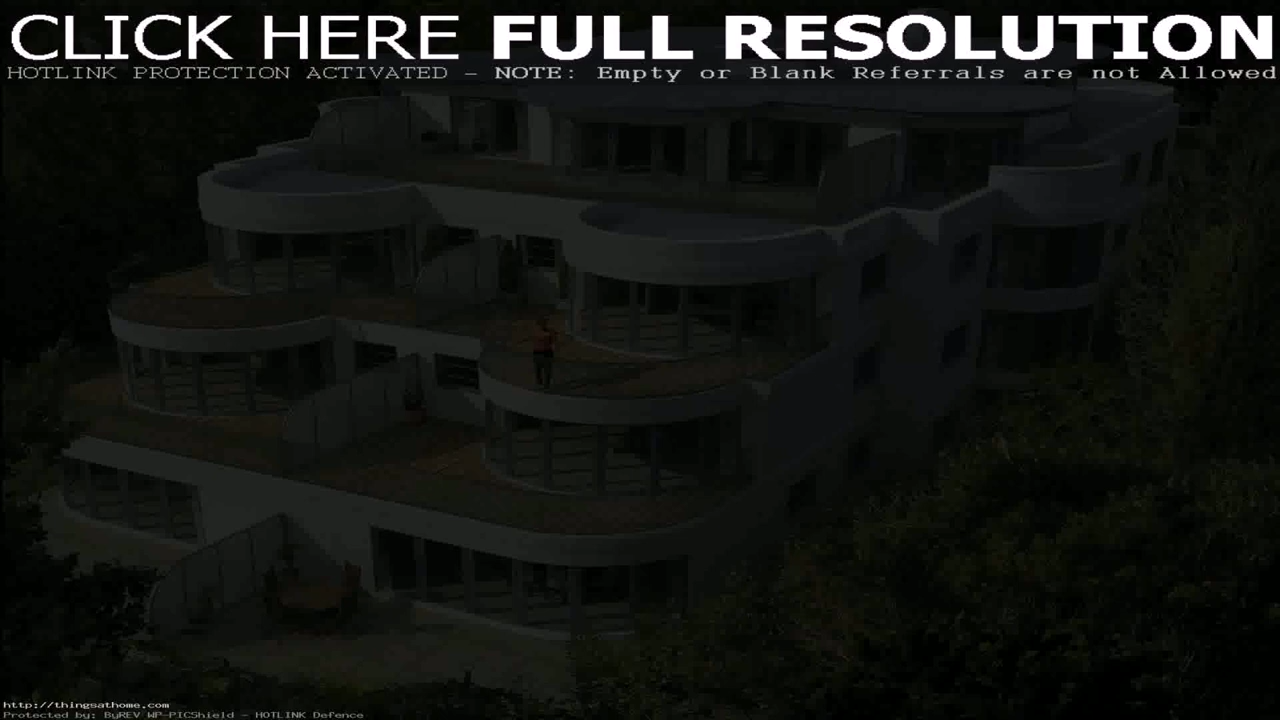 CLICK HERE FULL RESOLUTION
HOTLINK PROTECTION ACTIVATED - NOTE: Empty or Blank Referrals are not Allowed
http://thingsathome.com
Protected by: ByREV WP-PICShield - HOTLINK Defence